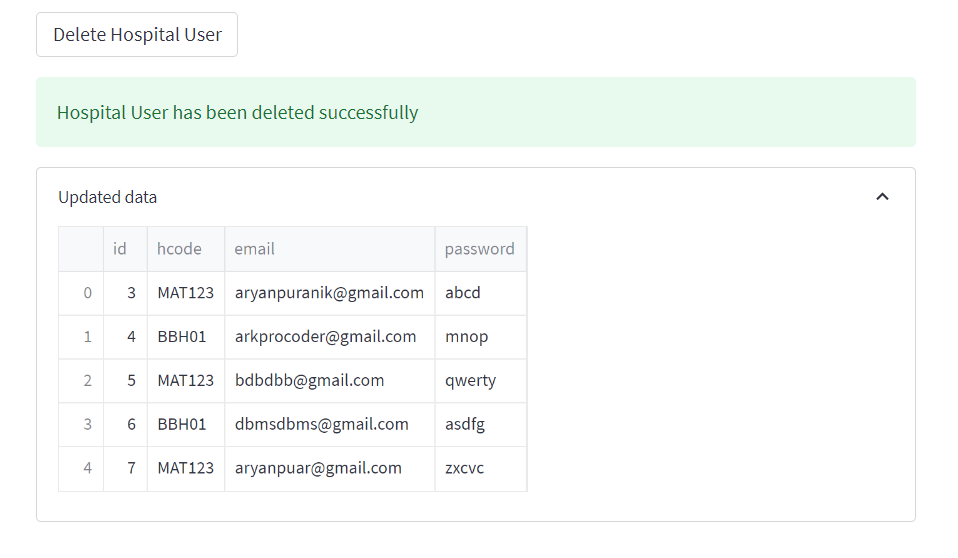 Delete Hospital User
Hospital User has been deleted successfully
Updated data
id hcode email password
0 3 MAT123 aryanpuranik@gmail.com abcd
1 4 BBH01 arkprocoder@gmail.com mnop
2 5 MAT123 bdbdbb@gmail.com qwerty
3 6 BBH01 dbmsdbms@gmail.com asdfg
4 7 MAT123 aryanpuar@gmail.com zxcvc